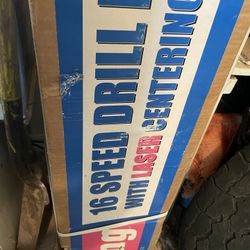 16 SPEED DRILL
WITH LASER CENTERING